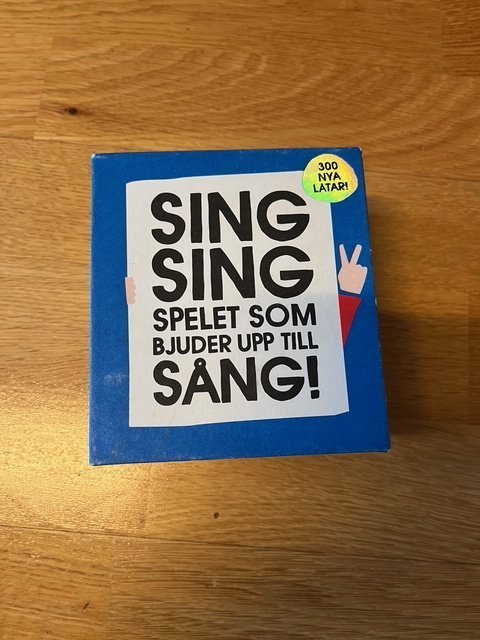 300
NYA
LÅTAR!
SING
SING
SPELET SOM
BJUDER UPP TILL
SÅNG!